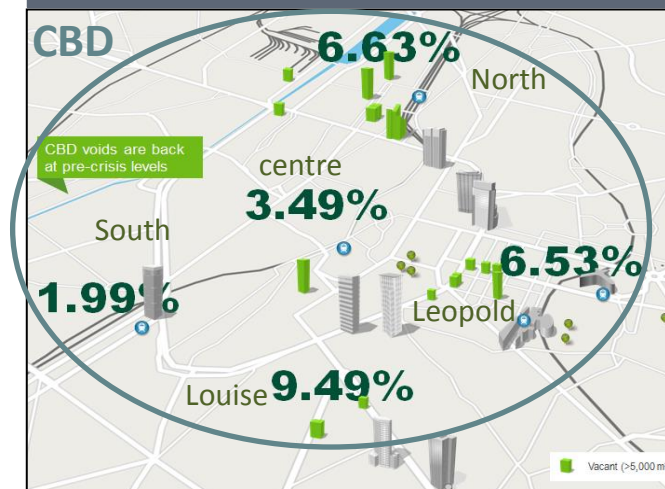 CBD
6.63%
North
CBD voids are back
at pre-crisis levels
centre
3.49%
South
6.53%
1.99%
Leopold
Louise 9.49%
Vacant (>5,000 m